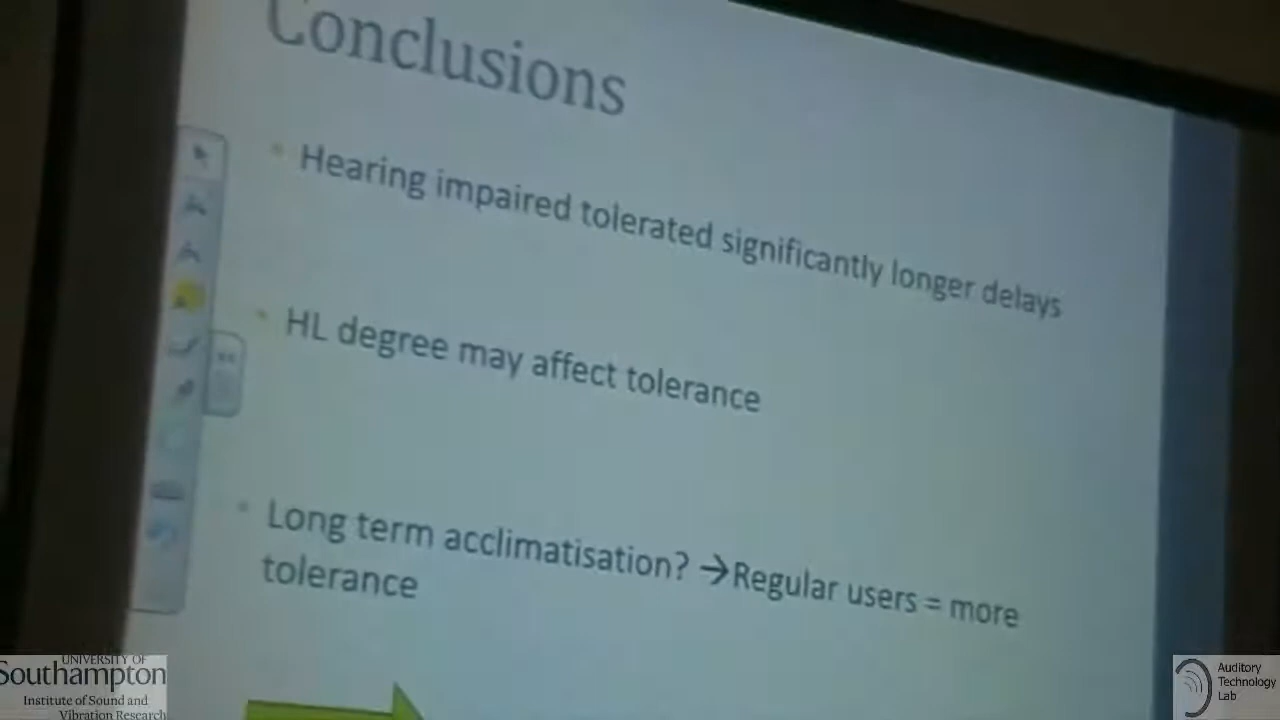 Conclusions
Hearing impaired tolerated significantly longer delays
HL degree may affect tolerance
Long term acclimatisation? →Regular users = more
tolerance
UNIVERSITY OF
Southampton
Institute of Sound and
Vibration Research
Auditory
Technology
Lab